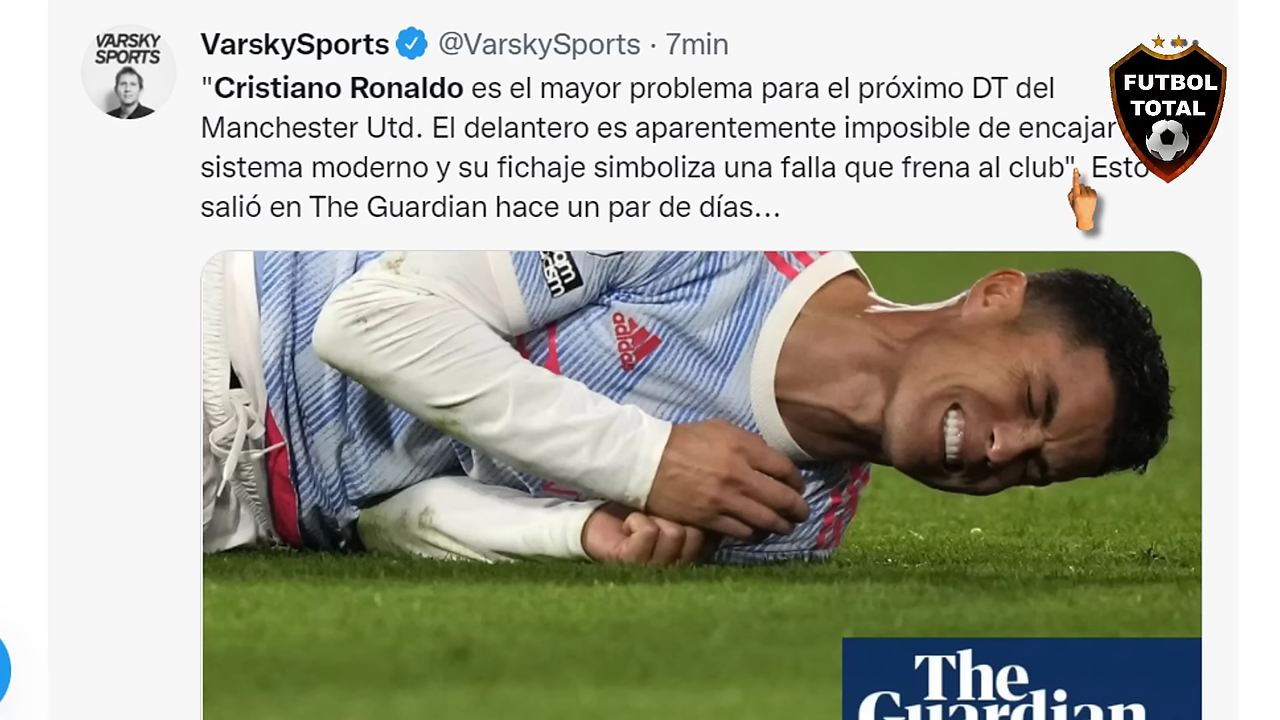 VARSKY
SPORTS
VarskySports @VarskySports · 7min
"Cristiano Ronaldo es el mayor problema para el próximo DT del
Manchester Utd. El delantero es aparentemente imposible de encajar
sistema moderno y su fichaje simboliza una falla que frena al club". Esto
salió en The Guardian hace un par de días...
FUTBOL
TOTAL
adidas
The
Guardian